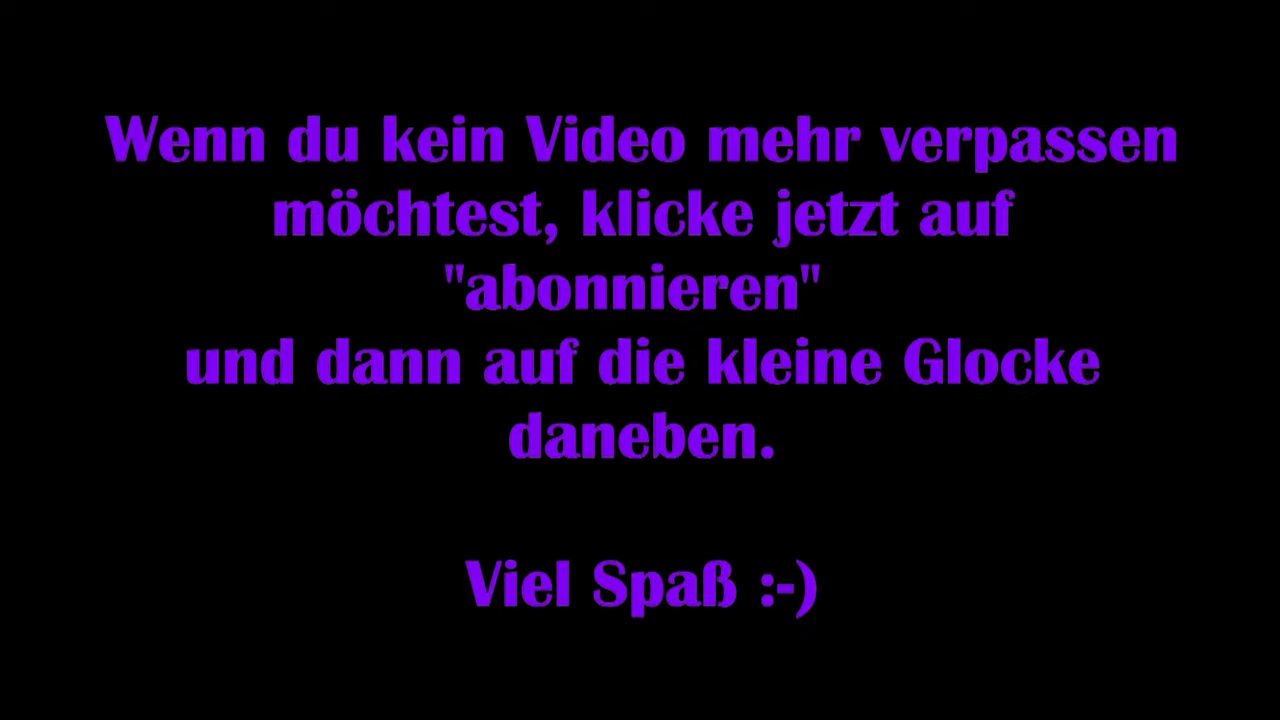 Wenn du kein Video mehr verpassen
möchtest, klicke jetzt auf
"abonnieren"
und dann auf die kleine Glocke
daneben.
Viel Spaß :-)